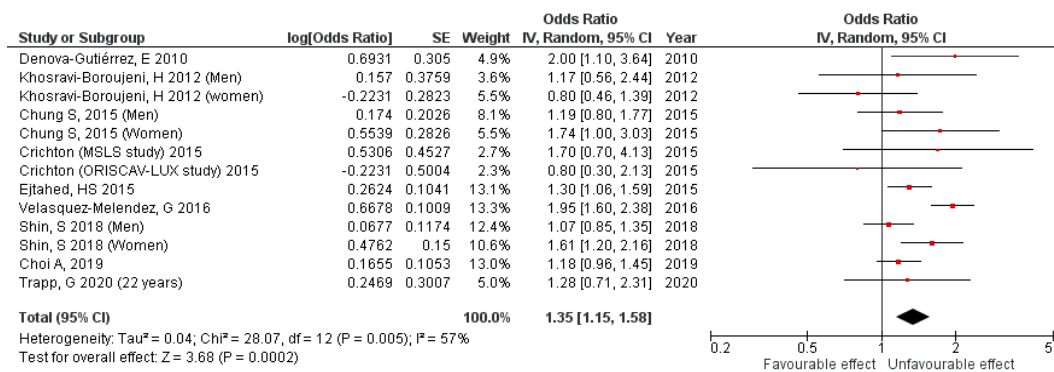 Odds Ratio Odds Ratio
Study or Subgroup log[Odds Ratio] SE Weight IV, Random, 95% CI Year IV, Random, 95% CI
Denova-Gutiérrez, E 2010 0.6931 0.305 4.9% 2.00 [1.10, 3.64] 2010
Khosravi-Boroujeni, H 2012 (Men) 0.157 0.3759 3.6% 1.17 [0.56, 2.44] 2012
Khosravi-Boroujeni, H 2012 (women) -0.2231 0.2823 5.5% 0.80 [0.46, 1.39] 2012
Chung S, 2015 (Men) 0.174 0.2026 8.1% 1.19 [0.80, 1.77] 2015
Chung S, 2015 (Women) 0.5539 0.2826 5.5% 1.74 [1.00, 3.03] 2015
Crichton (MSLS study) 2015 0.5306 0.4527 2.7% 1.70 [0.70, 4.13] 2015
Crichton (ORISCAV-LUX study) 2015 -0.2231 0.5004 2.3% 0.80 [0.30, 2.13] 2015
Ejtahed, HS 2015 0.2624 0.1041 13.1% 1.30 [1.06, 1.59] 2015
Velasquez-Melendez, G 2016 0.6678 0.1009 13.3% 1.95 [1.60, 2.38] 2016
Shin, S 2018 (Men) 0.0677 0.1174 12.4% 1.07 [0.85, 1.35] 2018
Shin, S 2018 (Women) 0.4762 0.15 10.6% 1.61 [1.20, 2.16] 2018
Choi A, 2019 0.1655 0.1053 13.0% 1.18 [0.96, 1.45] 2019
Trapp, G 2020 (22 years) 0.2469 0.3007 5.0% 1.28 [0.71, 2.31] 2020
Total (95% CI) 100.0% 1.35 [1.15, 1.58]
Heterogeneity: Tau² = 0.04; Chi² = 28.07, df = 12 (P = 0.005); I² = 57%
Test for overall effect: Z = 3.68 (P = 0.0002)
0.2 0.5 1 2 5
Favourable effect Unfavourable effect